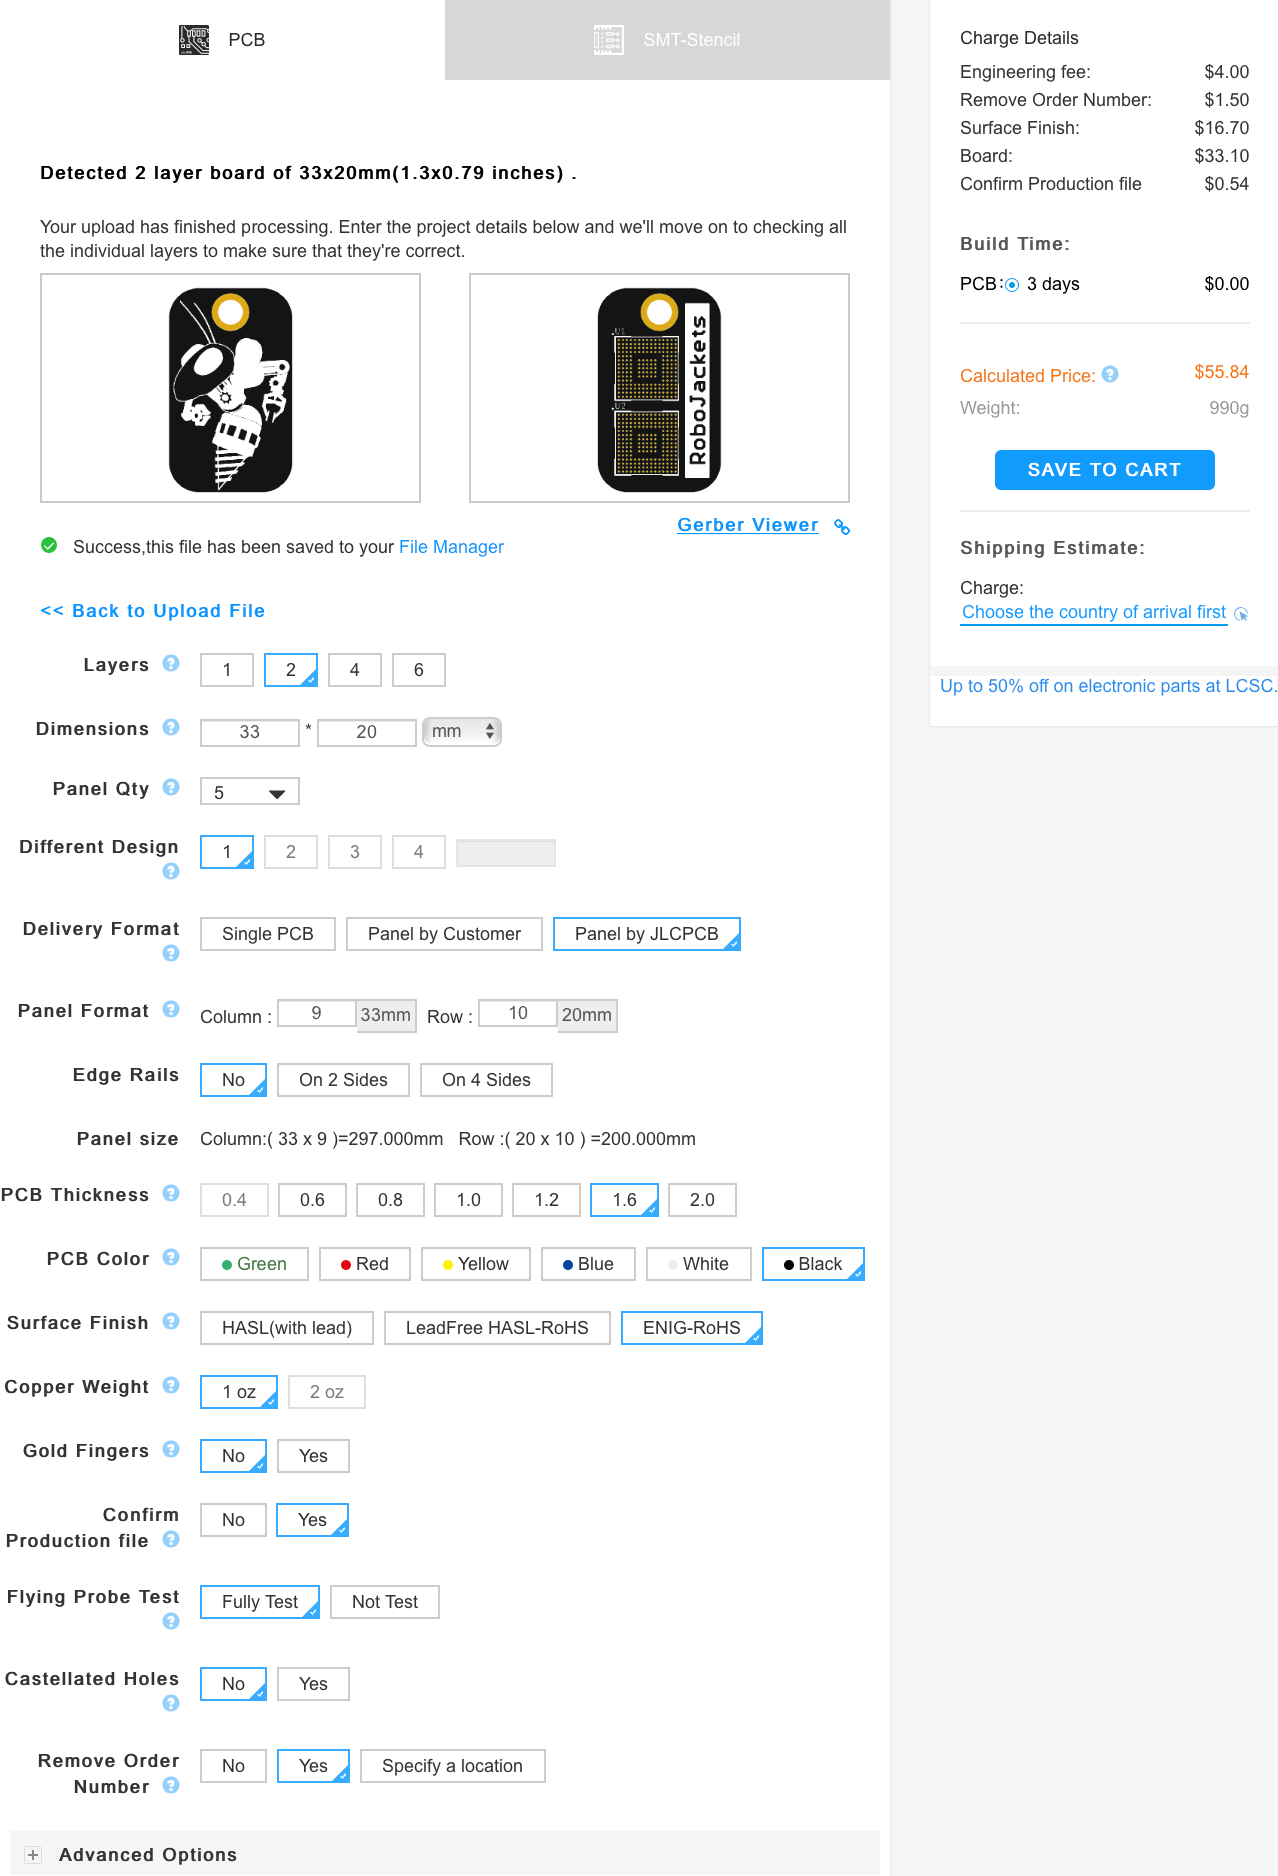 PCB
SMT-Stencil
Detected 2 layer board of 33x20mm(1.3x0.79 inches) .
Your upload has finished processing. Enter the project details below and we'll move on to checking all
the individual layers to make sure that they're correct.
.U1
.U2
RoboJackets
Gerber Viewer
Success,this file has been saved to your File Manager
<< Back to Upload File
Layers ? 1 2 4 6
Dimensions ? 33 * 20 mm
Panel Qty ? 5
Different Design ? 1 2 3 4
Delivery Format ? Single PCB Panel by Customer Panel by JLCPCB
Panel Format ? Column : 9 33mm Row : 10 20mm
Edge Rails No On 2 Sides On 4 Sides
Panel size Column:( 33 x 9 )=297.000mm Row :( 20 x 10 ) =200.000mm
PCB Thickness ? 0.4 0.6 0.8 1.0 1.2 1.6 2.0
PCB Color ? Green Red Yellow Blue White Black
Surface Finish ? HASL(with lead) LeadFree HASL-RoHS ENIG-RoHS
Copper Weight ? 1 oz 2 oz
Gold Fingers ? No Yes
Confirm
Production file ? No Yes
Flying Probe Test ? Fully Test Not Test
Castellated Holes ? No Yes
Remove Order
Number ? No Yes Specify a location
+ Advanced Options
Charge Details
Engineering fee: $4.00
Remove Order Number: $1.50
Surface Finish: $16.70
Board: $33.10
Confirm Production file $0.54
Build Time:
PCB: 3 days $0.00
Calculated Price: ? $55.84
Weight: 990g
SAVE TO CART
Shipping Estimate:
Charge:
Choose the country of arrival first
Up to 50% off on electronic parts at LCSC.